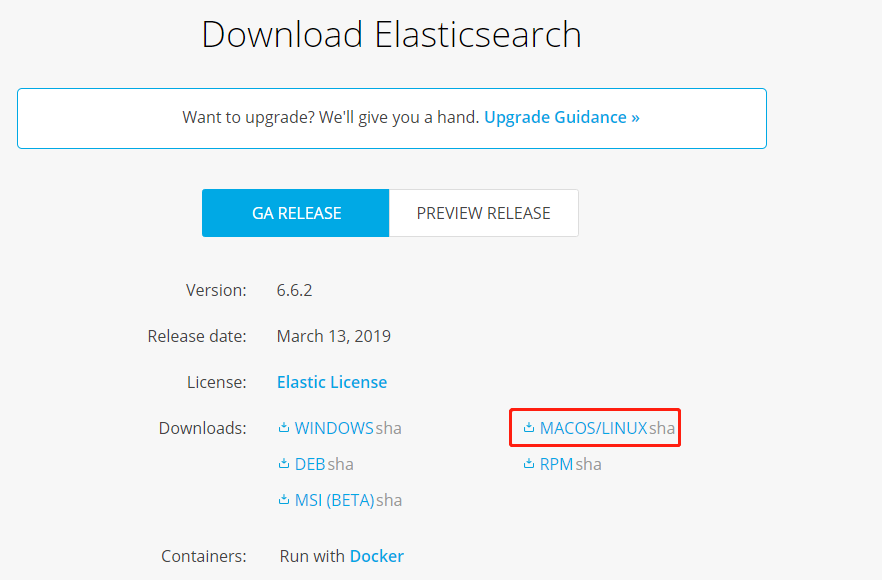 Download Elasticsearch
Want to upgrade? We'll give you a hand. Upgrade Guidance »
GA RELEASE PREVIEW RELEASE
Version: 6.6.2
Release date: March 13, 2019
License: Elastic License
Downloads: WINDOWS sha MACOS/LINUX sha
DEB sha RPM sha
MSI (BETA) sha
Containers: Run with Docker